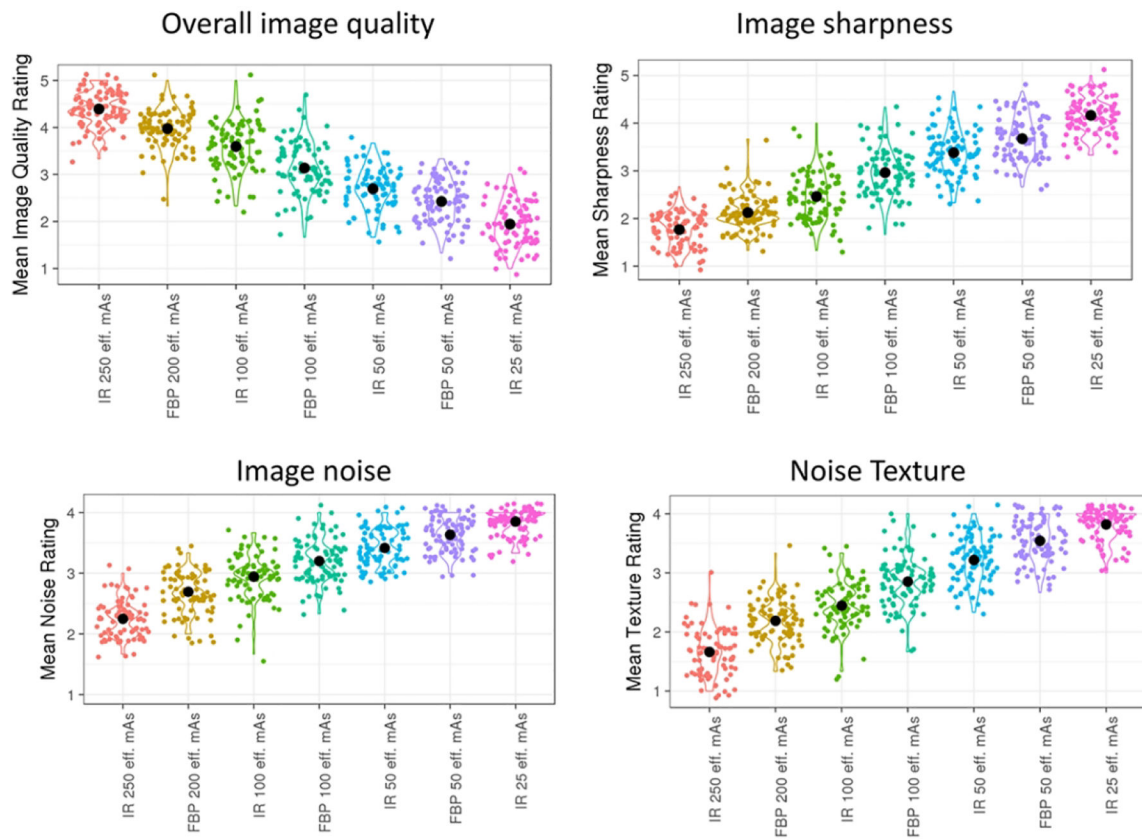 Overall image quality
Mean Image Quality Rating
5
4
3
2
1
IR 250 eff. mAs
FBP 200 eff. mAs
IR 100 eff. mAs
FBP 100 eff. mAs
IR 50 eff. mAs
FBP 50 eff. mAs
IR 25 eff. mAs
Image sharpness
Mean Sharpness Rating
5
4
3
2
1
IR 250 eff. mAs
FBP 200 eff. mAs
IR 100 eff. mAs
FBP 100 eff. mAs
IR 50 eff. mAs
FBP 50 eff. mAs
IR 25 eff. mAs
Image noise
Mean Noise Rating
4
3
2
1
IR 250 eff. mAs
FBP 200 eff. mAs
IR 100 eff. mAs
FBP 100 eff. mAs
IR 50 eff. mAs
FBP 50 eff. mAs
IR 25 eff. mAs
Noise Texture
Mean Texture Rating
4
3
2
1
IR 250 eff. mAs
FBP 200 eff. mAs
IR 100 eff. mAs
FBP 100 eff. mAs
IR 50 eff. mAs
FBP 50 eff. mAs
IR 25 eff. mAs